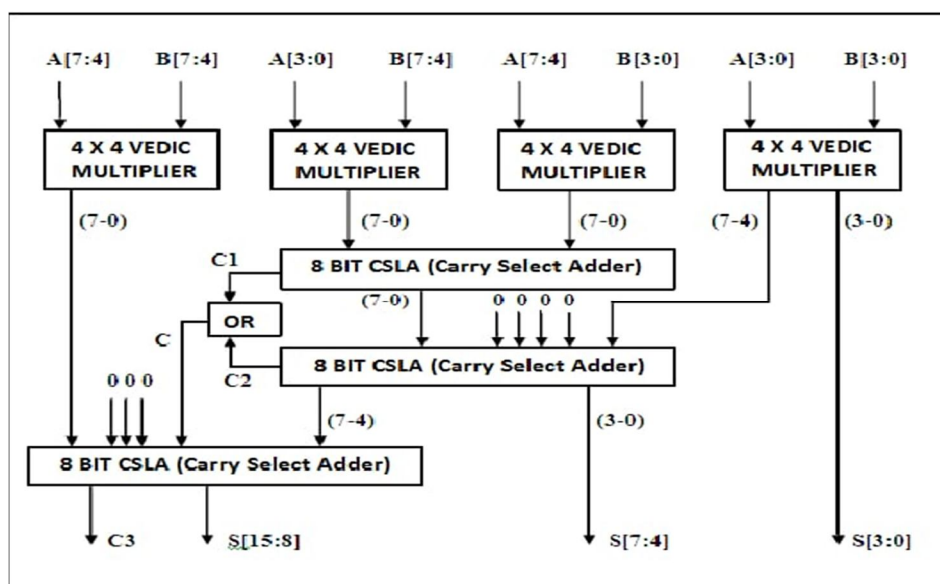 A[7:4] B[7:4] A[3:0] B[7:4] A[7:4] B[3:0] A[3:0] B[3:0]
4 X 4 VEDIC
MULTIPLIER
4 X 4 VEDIC
MULTIPLIER
4 X 4 VEDIC
MULTIPLIER
4 X 4 VEDIC
MULTIPLIER
(7-0) (7-0) (7-0) (7-4) (3-0)
C1
8 BIT CSLA (Carry Select Adder)
(7-0) 0 0 0 0
OR
C
8 BIT CSLA (Carry Select Adder)
C2
0 0 0
(7-4) (3-0)
8 BIT CSLA (Carry Select Adder)
C3 S[15:8] S[7:4] S[3:0]